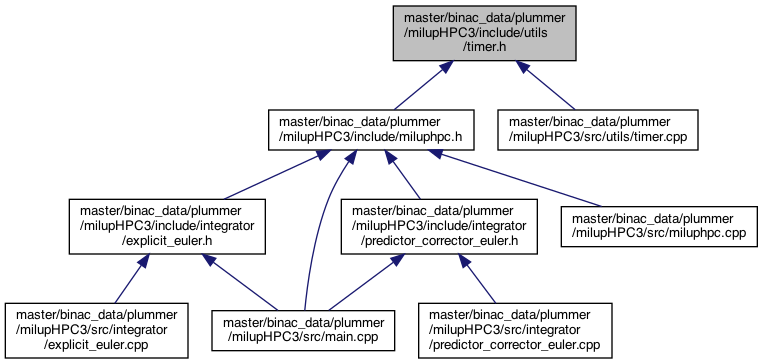 master/binac_data/plummer
/milupHPC3/include/utils
/timer.h
master/binac_data/plummer
/milupHPC3/include/miluphpc.h
master/binac_data/plummer
/milupHPC3/src/utils/timer.cpp
master/binac_data/plummer
/milupHPC3/include/integrator
/explicit_euler.h
master/binac_data/plummer
/milupHPC3/include/integrator
/predictor_corrector_euler.h
master/binac_data/plummer
/milupHPC3/src/miluphpc.cpp
master/binac_data/plummer
/milupHPC3/src/integrator
/explicit_euler.cpp
master/binac_data/plummer
/milupHPC3/src/main.cpp
master/binac_data/plummer
/milupHPC3/src/integrator
/predictor_corrector_euler.cpp